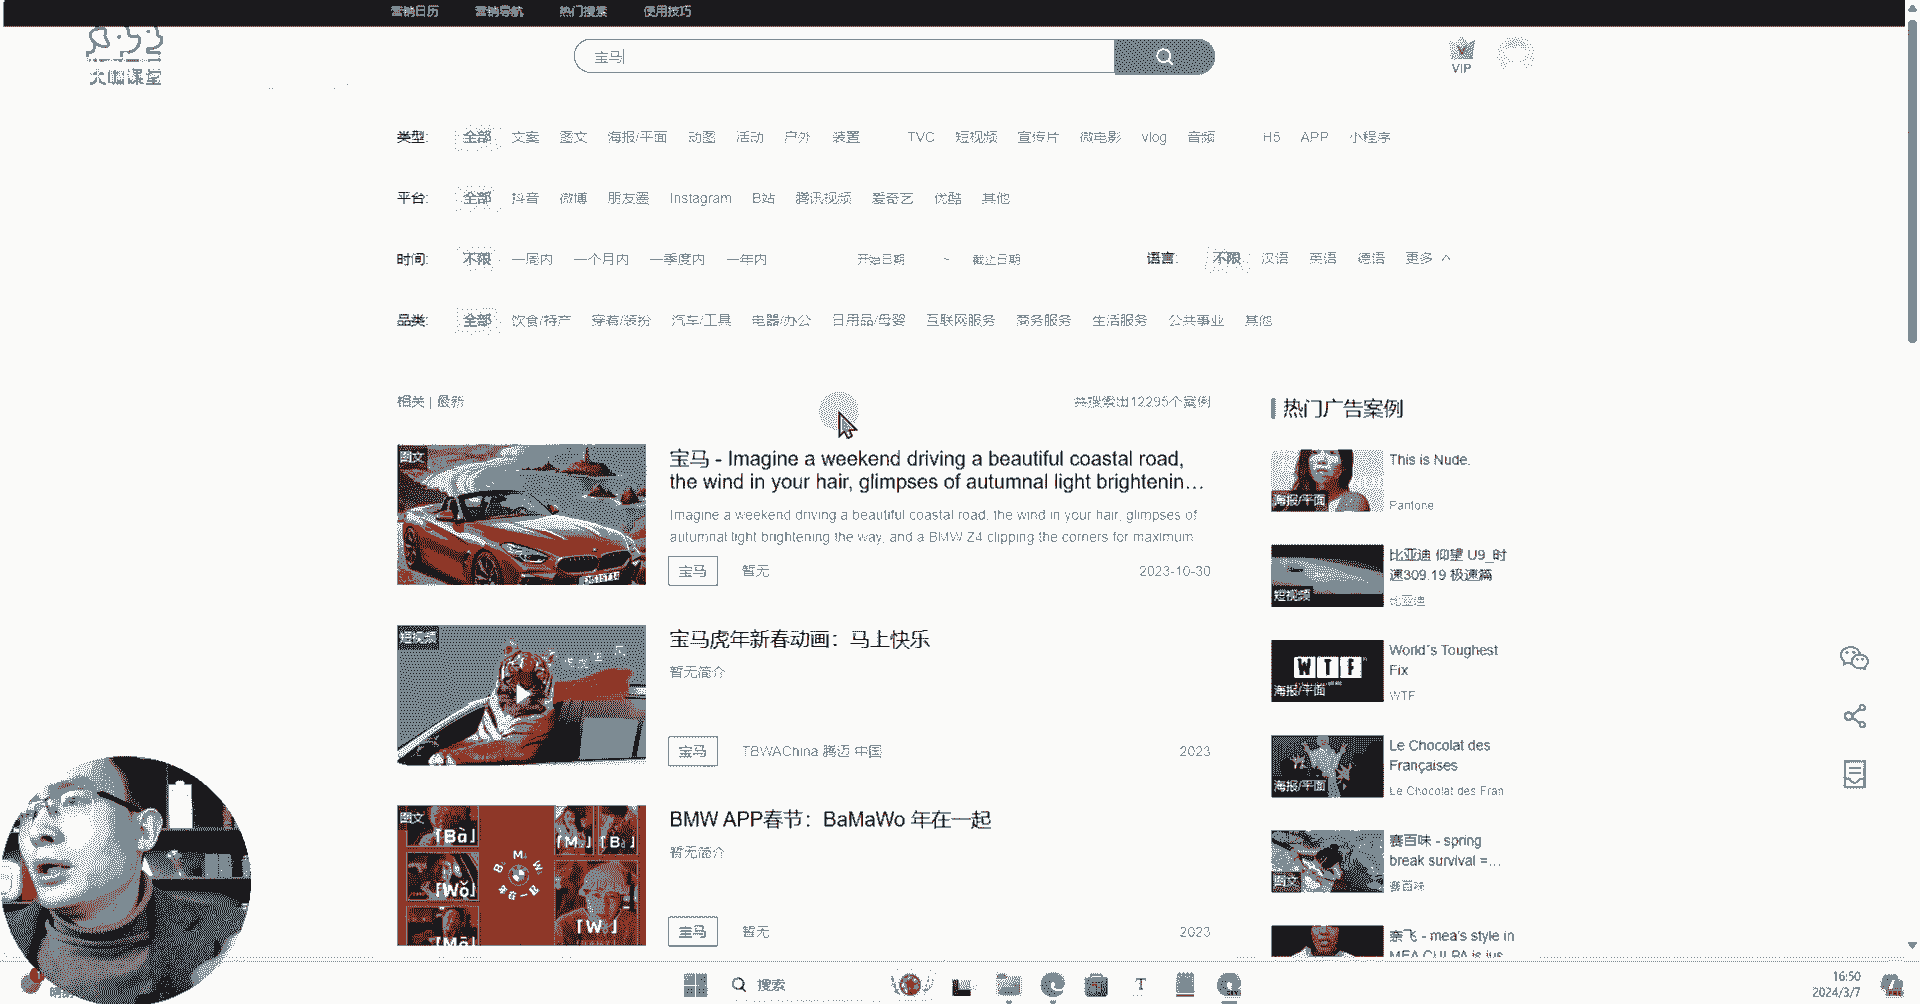 营销日历 营销导航 热门搜索 使用技巧
大咖课堂
宝马
VIP
类型: 全部 文案 图文 海报/平面 动图 活动 户外 装置 TVC 短视频 宣传片 微电影 vlog 音频 H5 APP 小程序
平台: 全部 抖音 微博 朋友圈 Instagram B站 腾讯视频 爱奇艺 优酷 其他
时间: 不限 一周内 一个月内 一季度内 一年内 开始日期 ~ 截止日期 语言: 不限 汉语 英语 德语 更多
品类: 全部 饮食/特产 穿着/装扮 汽车/工具 电器/办公 日用品/母婴 互联网服务 商务服务 生活服务 公共事业 其他
相关 | 最新 共搜索出12295个案例
图文
宝马 - Imagine a weekend driving a beautiful coastal road,
the wind in your hair, glimpses of autumnal light brightenin...
Imagine a weekend driving a beautiful coastal road, the wind in your hair, glimpses of
autumnal light brightening the way, and a BMW Z4 clipping the corners for maximum
宝马 暂无 2023-10-30
短视频
宝马虎年新春动画：马上快乐
暂无简介
宝马 TBWAChina 腾迈 中国 2023
图文
「Bà」
「Wǒ」
「Mǎ」
「M」
「Ba」
「W」
BMW APP春节：BaMaWo 年在一起
暂无简介
宝马 暂无 2023
热门广告案例
海报/平面
This is Nude.
Pantone
短视频
比亚迪 仰望 U9_时
速309.19 极速篇
比亚迪
WTF
海报/平面
World's Toughest
Fix
WTF
海报/平面
Le Chocolat des
Françaises
Le Chocolat des Fran
图文
赛百味 - spring
break survival =...
赛百味
奈飞 - mea's style in
MEA CULPA is jus
搜索
16:50
2024/3/7